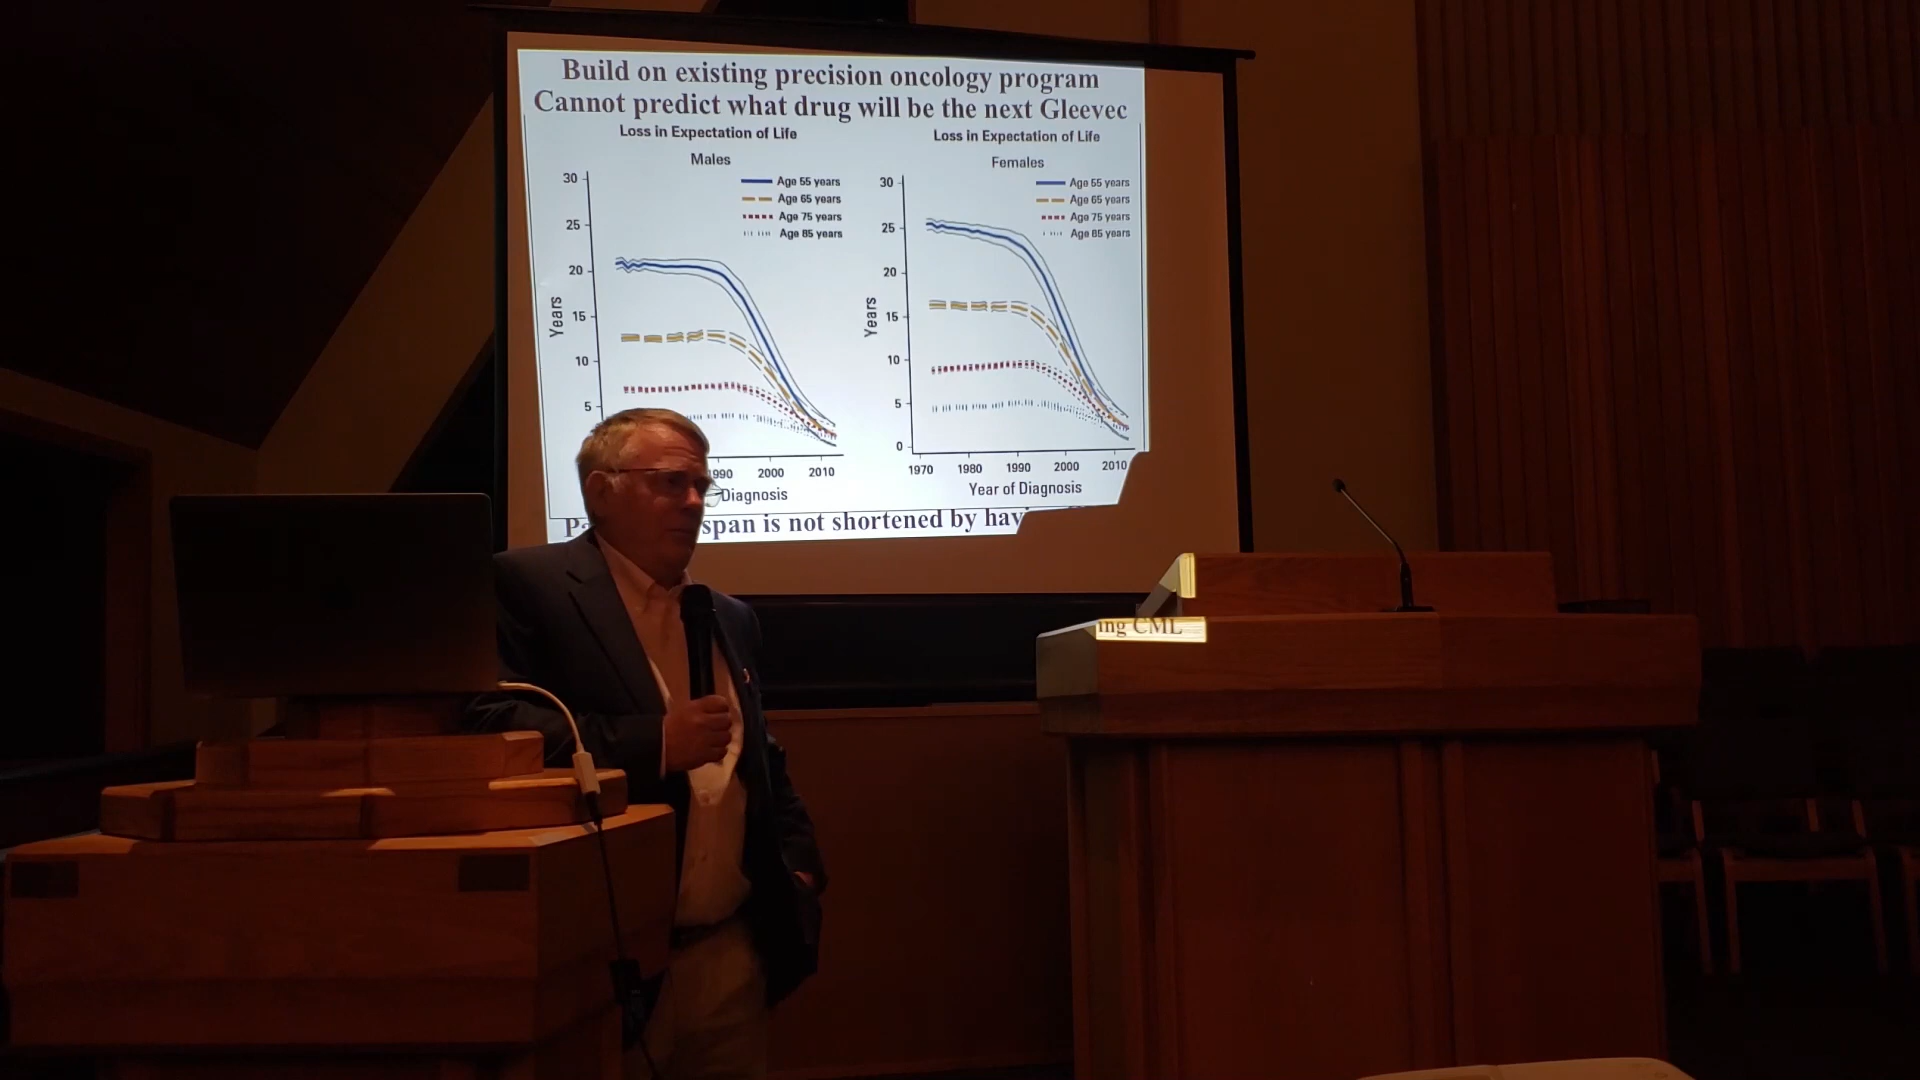 Build on existing precision oncology program
Cannot predict what drug will be the next Gleevec
Loss in Expectation of Life
Males
30
25
20
15
10
5
Years
Age 55 years
Age 65 years
Age 75 years
Age 85 years
990 2000 2010
Diagnosis
Loss in Expectation of Life
Females
30
25
20
15
10
5
0
Years
Age 55 years
Age 65 years
Age 75 years
Age 85 years
1970 1980 1990 2000 2010
Year of Diagnosis
span is not shortened by hav
ing CML